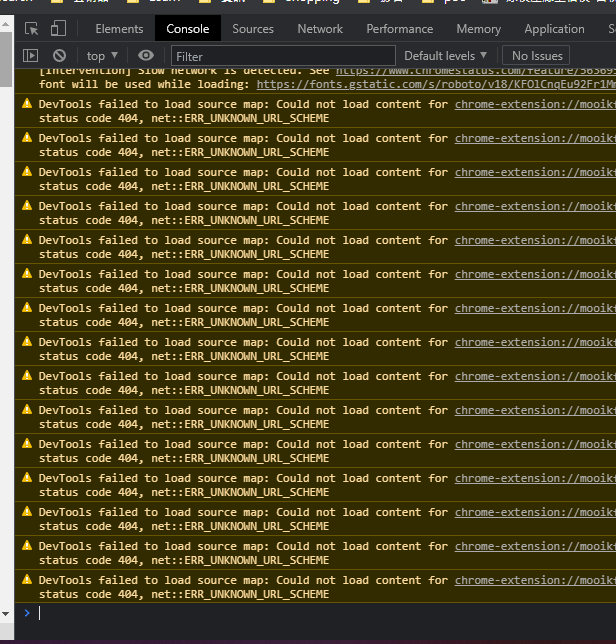 shopping
Elements Console Sources Network Performance Memory Application
top ▼ Filter Default levels ▼ No Issues
[Intervention] Slow network is detected. See
font will be used while loading: https://fonts.gstatic.com/s/roboto/v18/KFOlCnqEu92Fr1Mm
DevTools failed to load source map: Could not load content for chrome-extension://mooik
status code 404, net::ERR_UNKNOWN_URL_SCHEME
DevTools failed to load source map: Could not load content for chrome-extension://mooik
status code 404, net::ERR_UNKNOWN_URL_SCHEME
DevTools failed to load source map: Could not load content for chrome-extension://mooik
status code 404, net::ERR_UNKNOWN_URL_SCHEME
DevTools failed to load source map: Could not load content for chrome-extension://mooik
status code 404, net::ERR_UNKNOWN_URL_SCHEME
DevTools failed to load source map: Could not load content for chrome-extension://mooik
status code 404, net::ERR_UNKNOWN_URL_SCHEME
DevTools failed to load source map: Could not load content for chrome-extension://mooik
status code 404, net::ERR_UNKNOWN_URL_SCHEME
DevTools failed to load source map: Could not load content for chrome-extension://mooik
status code 404, net::ERR_UNKNOWN_URL_SCHEME
DevTools failed to load source map: Could not load content for chrome-extension://mooik
status code 404, net::ERR_UNKNOWN_URL_SCHEME
DevTools failed to load source map: Could not load content for chrome-extension://mooik
status code 404, net::ERR_UNKNOWN_URL_SCHEME
DevTools failed to load source map: Could not load content for chrome-extension://mooik
status code 404, net::ERR_UNKNOWN_URL_SCHEME
DevTools failed to load source map: Could not load content for chrome-extension://mooik
status code 404, net::ERR_UNKNOWN_URL_SCHEME
DevTools failed to load source map: Could not load content for chrome-extension://mooik
status code 404, net::ERR_UNKNOWN_URL_SCHEME
DevTools failed to load source map: Could not load content for chrome-extension://mooik
status code 404, net::ERR_UNKNOWN_URL_SCHEME
DevTools failed to load source map: Could not load content for chrome-extension://mooik
status code 404, net::ERR_UNKNOWN_URL_SCHEME
DevTools failed to load source map: Could not load content for chrome-extension://mooik
status code 404, net::ERR_UNKNOWN_URL_SCHEME